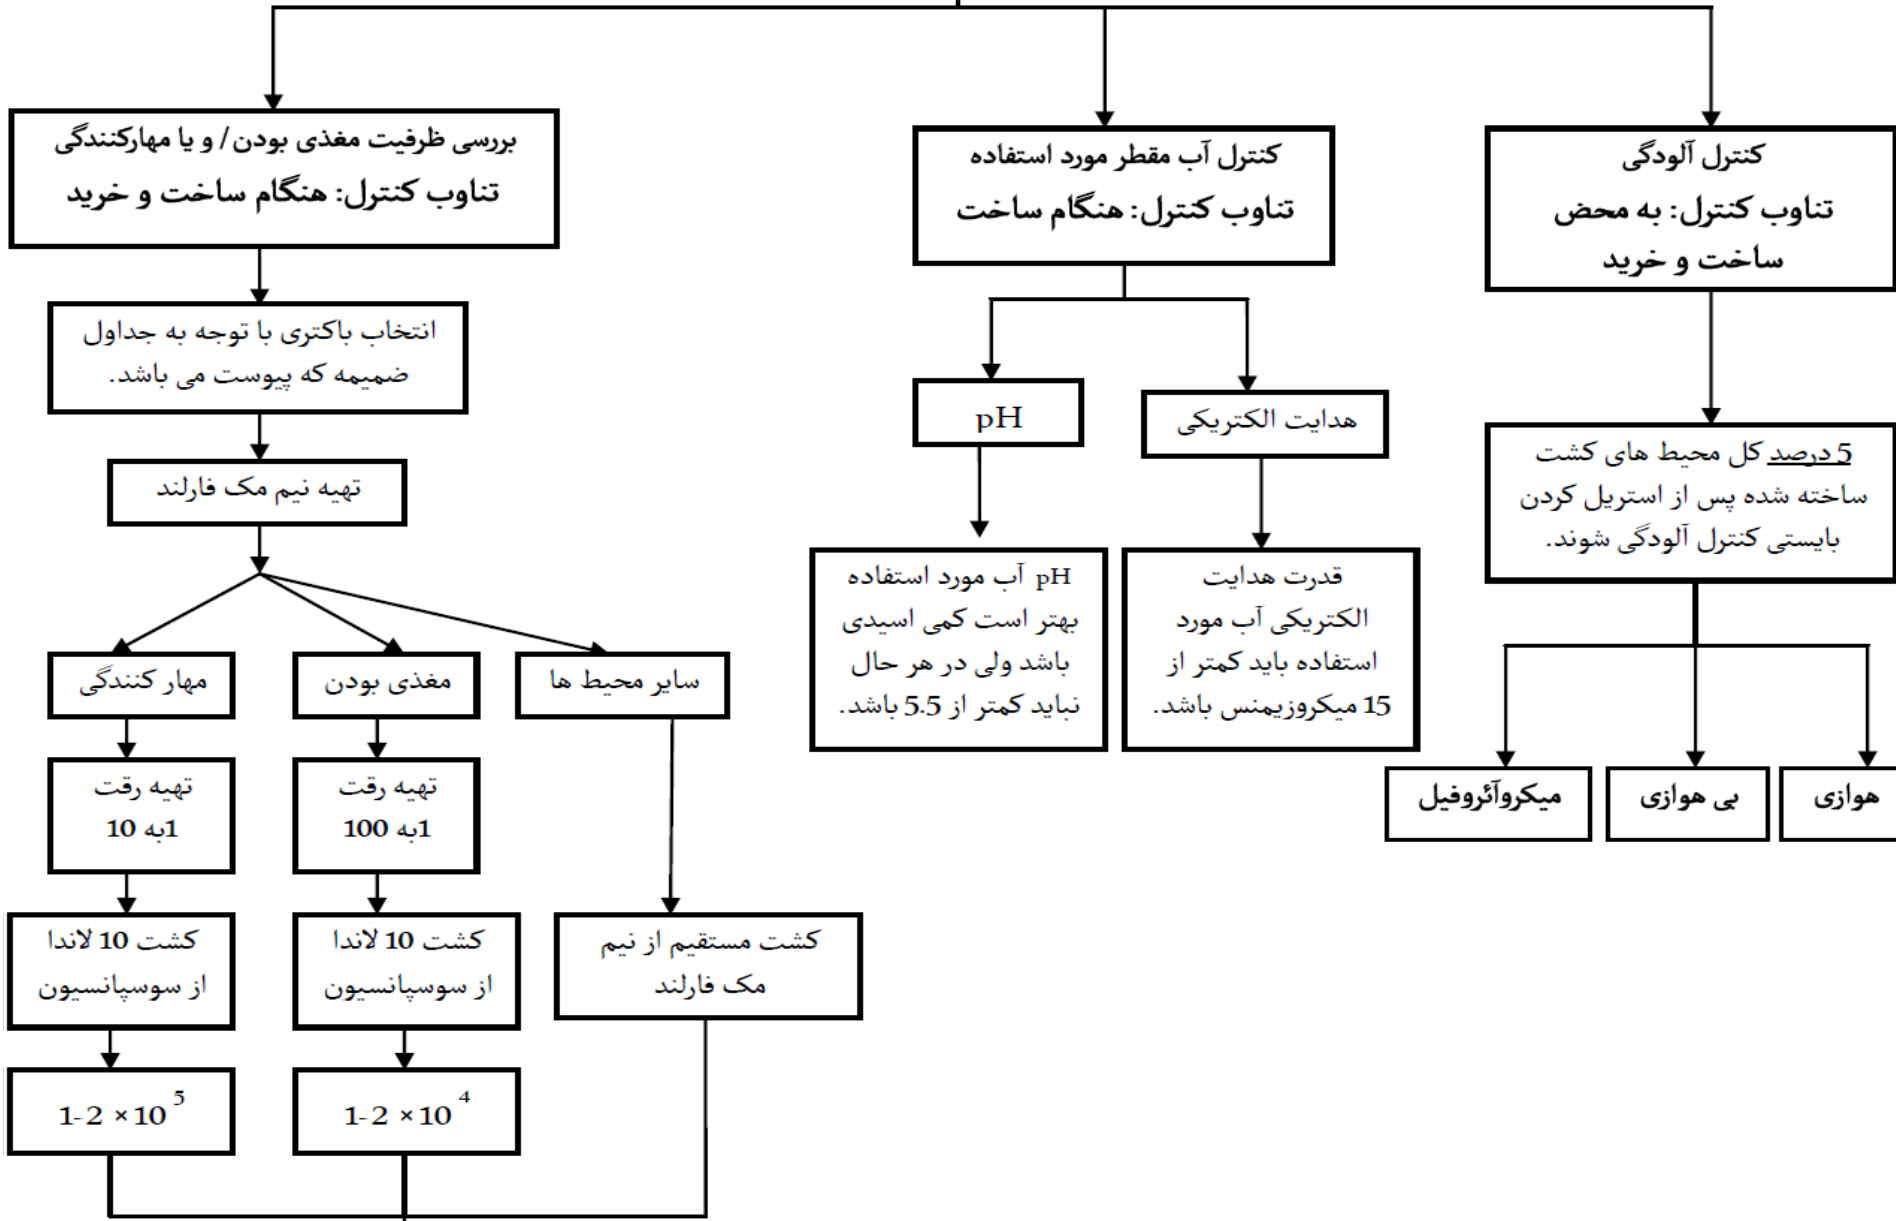 کنترل آلودگی
تناوب کنترل: به محض
ساخت و خرید
کنترل آب مقطر مورد استفاده
تناوب کنترل: هنگام ساخت
بررسی ظرفیت مغذی بودن/ و یا مهارکنندگی
تناوب کنترل: هنگام ساخت و خرید
انتخاب باکتری با توجه به جداول
ضمیمه که پیوست می باشد.
pH
هدایت الکتریکی
5 درصد کل محیط های کشت
ساخته شده پس از استریل کردن
بایستی کنترل آلودگی شوند.
تهیه نیم مک فارلند
قدرت هدایت
الکتریکی آب مورد
استفاده باید کمتر از
15 میکروزیمنس باشد.
pH آب مورد استفاده
بهتر است کمی اسیدی
باشد ولی در هر حال
نباید کمتر از 5.5 باشد.
سایر محیط ها
مغذی بودن
مهار کنندگی
هوازی
بی هوازی
میکروآئروفیل
تهیه رقت
1به 100
تهیه رقت
1به 10
کشت مستقیم از نیم
مک فارلند
کشت 10 لاندا
از سوسپانسیون
کشت 10 لاندا
از سوسپانسیون
1-2 × 10⁴
1-2 × 10⁵